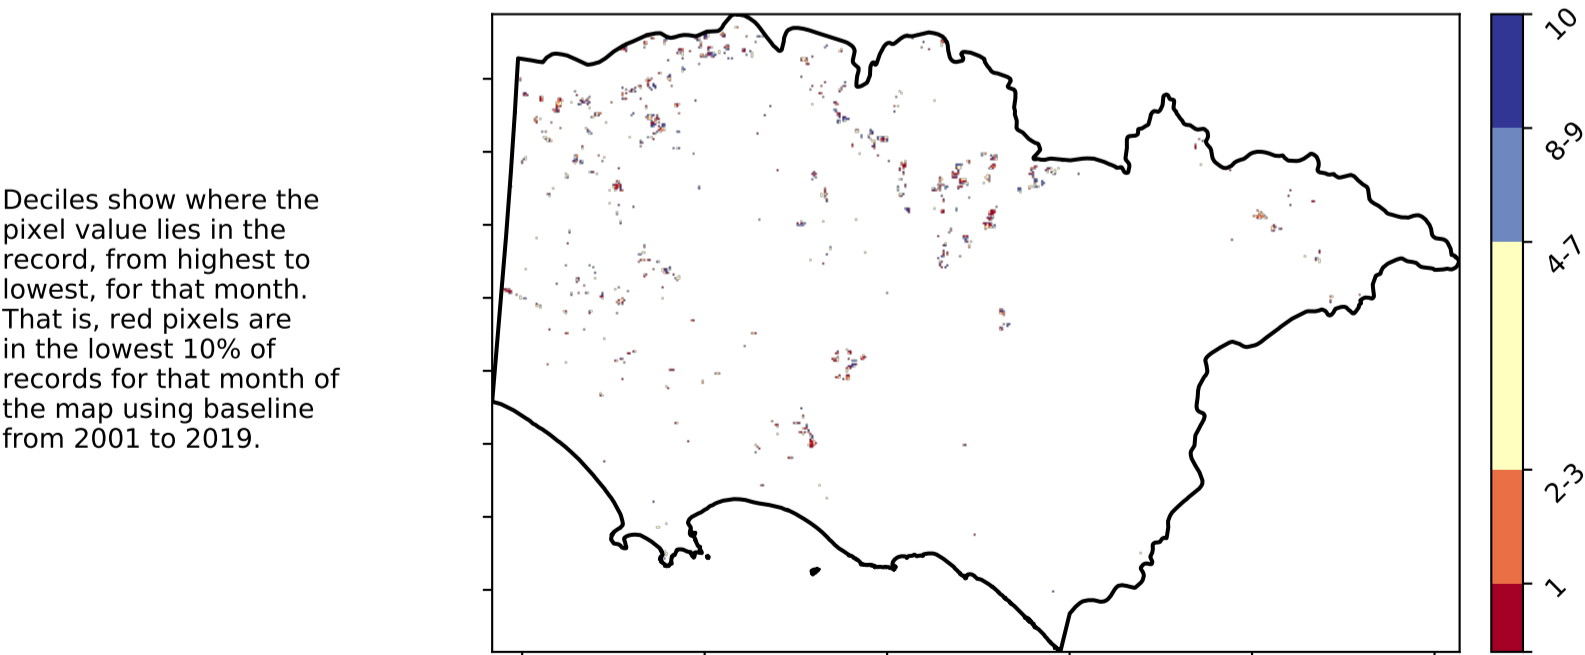 Deciles show where the
pixel value lies in the
record, from highest to
lowest, for that month.
That is, red pixels are
in the lowest 10% of
records for that month of
the map using baseline
from 2001 to 2019.
10
8-9
4-7
2-3
1